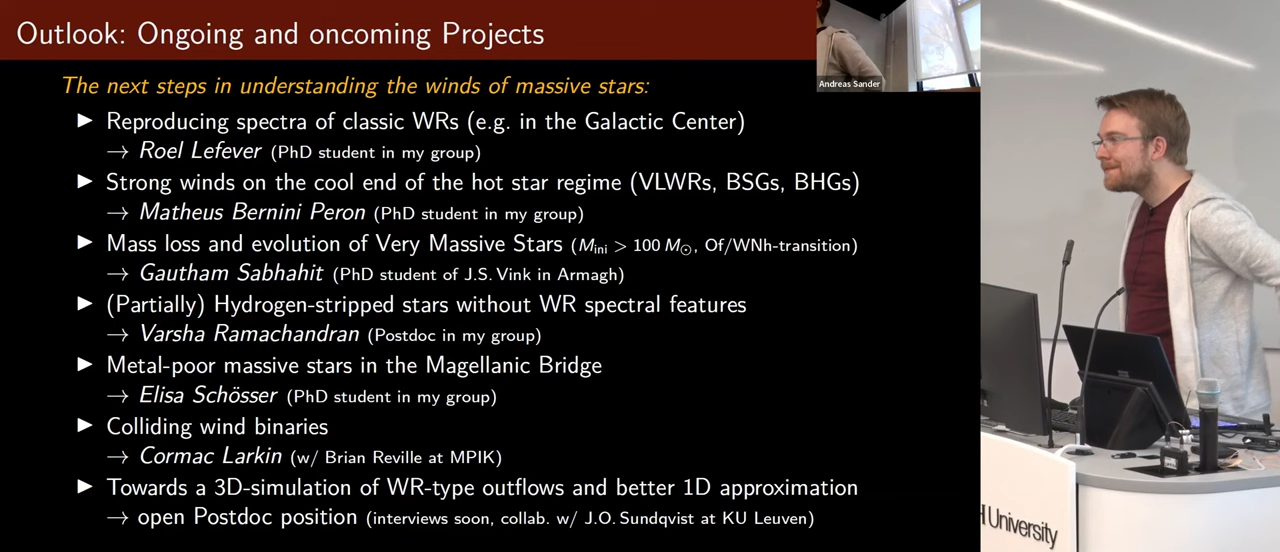 Outlook: Ongoing and oncoming Projects
Andreas Sander
The next steps in understanding the winds of massive stars:
▶ Reproducing spectra of classic WRs (e.g. in the Galactic Center)
→ Roel Lefever (PhD student in my group)
▶ Strong winds on the cool end of the hot star regime (VLWRs, BSGs, BHGs)
→ Matheus Bernini Peron (PhD student in my group)
▶ Mass loss and evolution of Very Massive Stars (M_ini > 100 M_⊙, Of/WNh-transition)
→ Gautham Sabhahit (PhD student of J.S. Vink in Armagh)
▶ (Partially) Hydrogen-stripped stars without WR spectral features
→ Varsha Ramachandran (Postdoc in my group)
▶ Metal-poor massive stars in the Magellanic Bridge
→ Elisa Schösser (PhD student in my group)
▶ Colliding wind binaries
→ Cormac Larkin (w/ Brian Reville at MPIK)
▶ Towards a 3D-simulation of WR-type outflows and better 1D approximation
→ open Postdoc position (interviews soon, collab. w/ J.O. Sundqvist at KU Leuven)
University